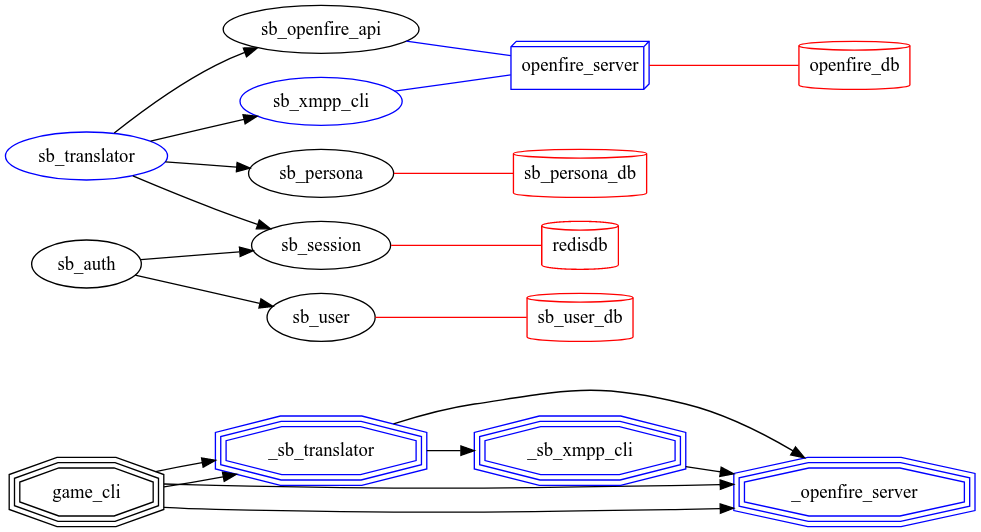 sb_openfire_api
openfire_server
openfire_db
sb_xmpp_cli
sb_translator
sb_persona
sb_persona_db
sb_session
redisdb
sb_auth
sb_user
sb_user_db
_sb_translator
_sb_xmpp_cli
game_cli
_openfire_server